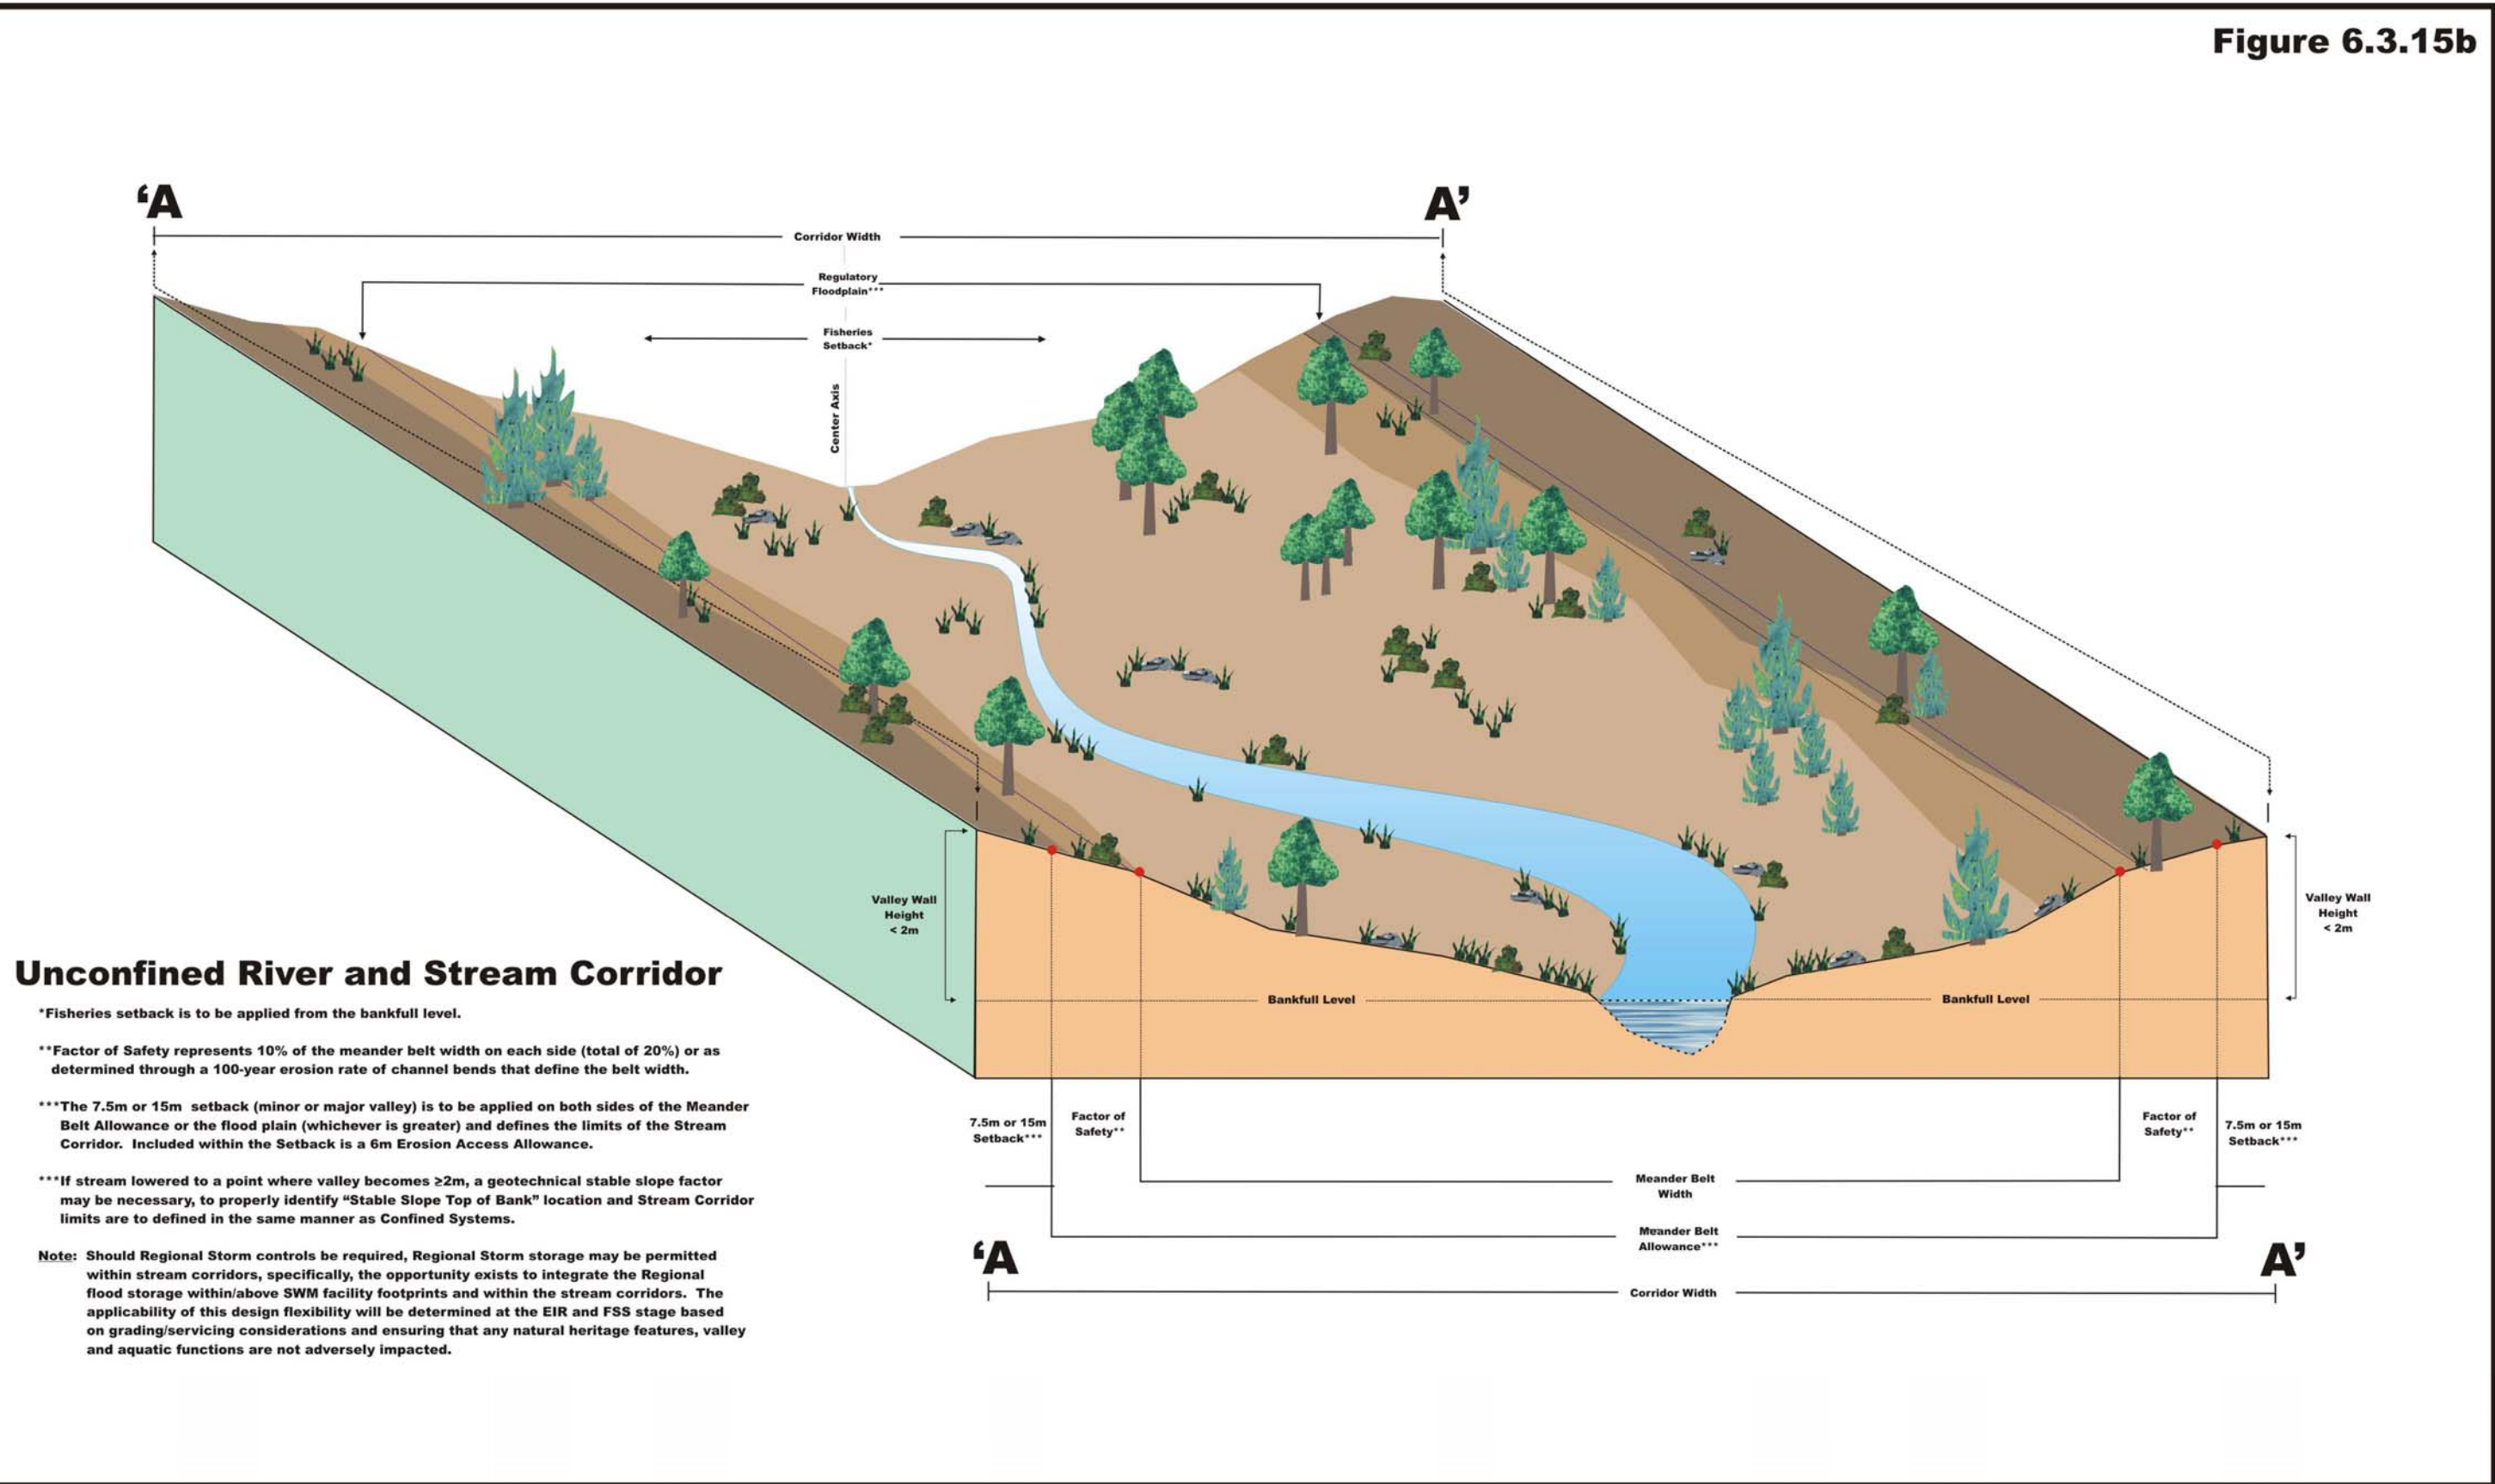 Figure 6.3.15b
‘A
A’
Corridor Width
Regulatory
Floodplain***
Fisheries
Setback*
Center Axis
Valley Wall
Height
< 2m
Valley Wall
Height
< 2m
Bankfull Level
Bankfull Level
Unconfined River and Stream Corridor
*Fisheries setback is to be applied from the bankfull level.
**Factor of Safety represents 10% of the meander belt width on each side (total of 20%) or as
determined through a 100-year erosion rate of channel bends that define the belt width.
***The 7.5m or 15m setback (minor or major valley) is to be applied on both sides of the Meander
Belt Allowance or the flood plain (whichever is greater) and defines the limits of the Stream
Corridor. Included within the Setback is a 6m Erosion Access Allowance.
***If stream lowered to a point where valley becomes ≥2m, a geotechnical stable slope factor
may be necessary, to properly identify “Stable Slope Top of Bank” location and Stream Corridor
limits are to defined in the same manner as Confined Systems.
Note: Should Regional Storm controls be required, Regional Storm storage may be permitted
within stream corridors, specifically, the opportunity exists to integrate the Regional
flood storage within/above SWM facility footprints and within the stream corridors. The
applicability of this design flexibility will be determined at the EIR and FSS stage based
on grading/servicing considerations and ensuring that any natural heritage features, valley
and aquatic functions are not adversely impacted.
7.5m or 15m
Setback***
Factor of
Safety**
Factor of
Safety**
7.5m or 15m
Setback***
Meander Belt
Width
Meander Belt
Allowance***
‘A
A’
Corridor Width